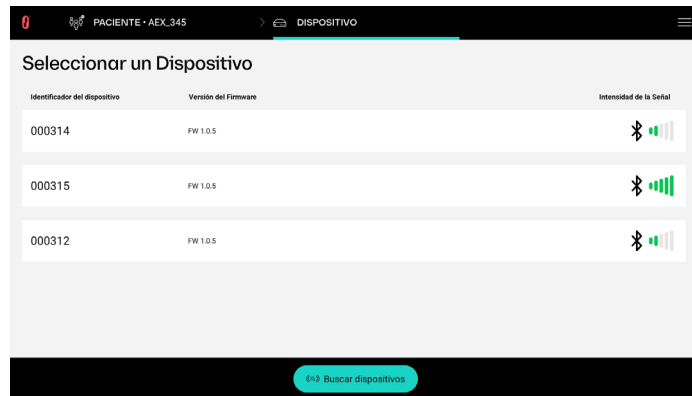 PACIENTE • AEX_345 > DISPOSITIVO
Seleccionar un Dispositivo
Identificador del dispositivo Versión del Firmware Intensidad de la Señal
000314 FW 1.0.5
000315 FW 1.0.5
000312 FW 1.0.5
Buscar dispositivos